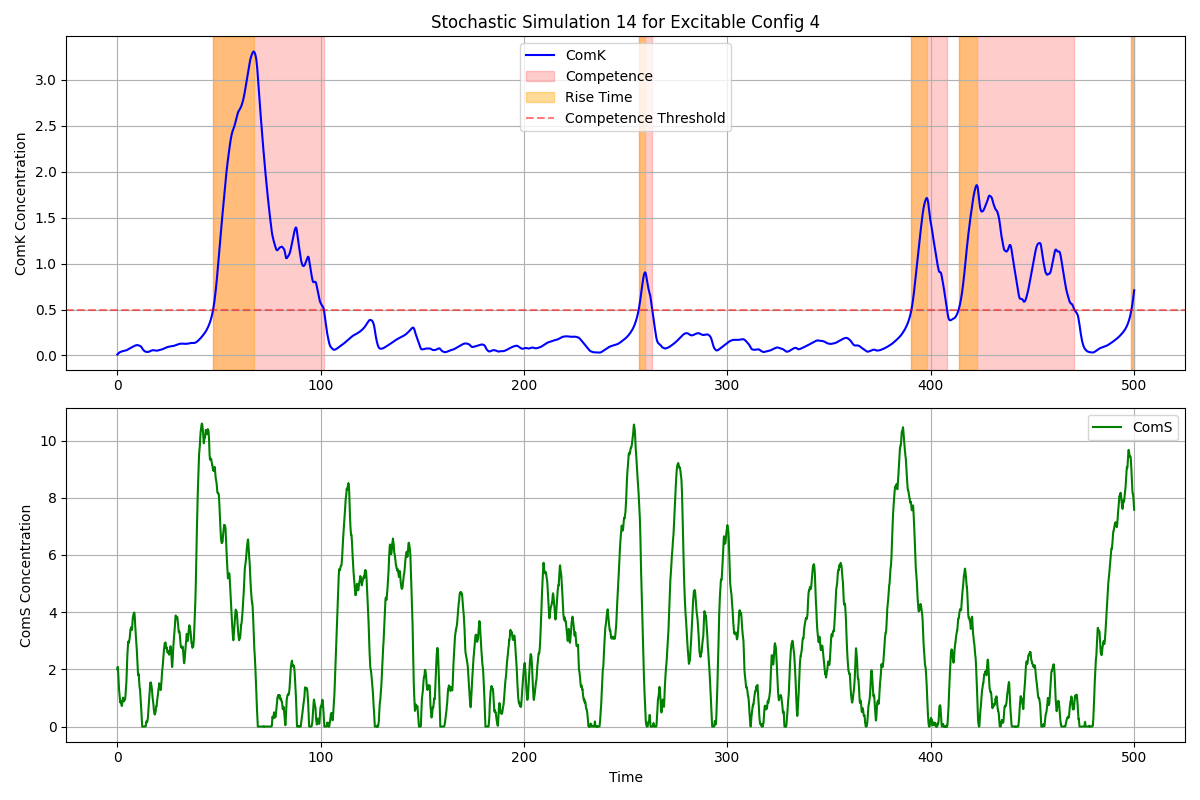 Stochastic Simulation 14 for Excitable Config 4
ComK Concentration
3.0
2.5
2.0
1.5
1.0
0.5
0.0
ComK
Competence
Rise Time
Competence Threshold
0 100 200 300 400 500
ComS Concentration
10
8
6
4
2
0
ComS
0 100 200 300 400 500
Time